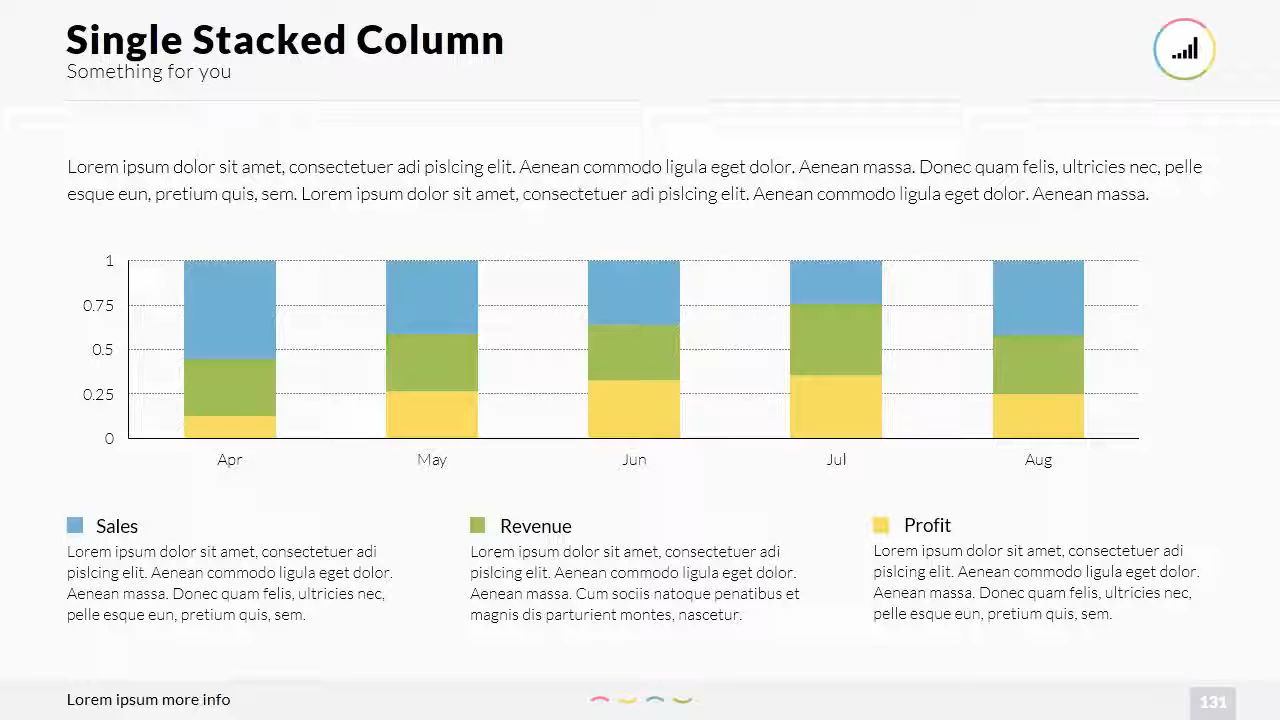 Single Stacked Column
Something for you
Lorem ipsum dolor sit amet, consectetuer adi pislcing elit. Aenean commodo ligula eget dolor. Aenean massa. Donec quam felis, ultricies nec, pelle
esque eun, pretium quis, sem. Lorem ipsum dolor sit amet, consectetuer adi pislcing elit. Aenean commodo ligula eget dolor. Aenean massa.
1
0.75
0.5
0.25
0
Apr May Jun Jul Aug
Sales
Lorem ipsum dolor sit amet, consectetuer adi
pislcing elit. Aenean commodo ligula eget dolor.
Aenean massa. Donec quam felis, ultricies nec,
pelle esque eun, pretium quis, sem.
Revenue
Lorem ipsum dolor sit amet, consectetuer adi
pislcing elit. Aenean commodo ligula eget dolor.
Aenean massa. Cum sociis natoque penatibus et
magnis dis parturient montes, nascetur.
Profit
Lorem ipsum dolor sit amet, consectetuer adi
pislcing elit. Aenean commodo ligula eget dolor.
Aenean massa. Donec quam felis, ultricies nec,
pelle esque eun, pretium quis, sem.
Lorem ipsum more info
131